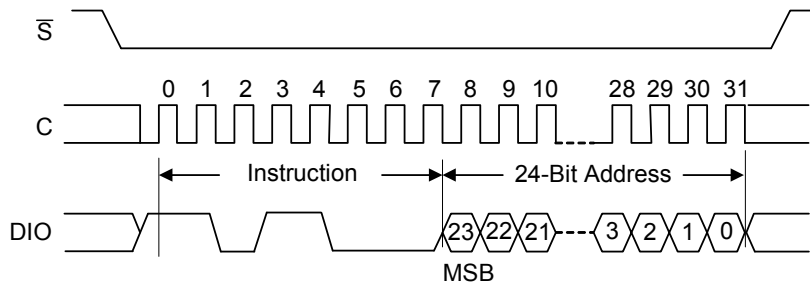 S̅
0 1 2 3 4 5 6 7 8 9 10 28 29 30 31
C
Instruction 24-Bit Address
DIO 23 22 21 3 2 1 0
MSB